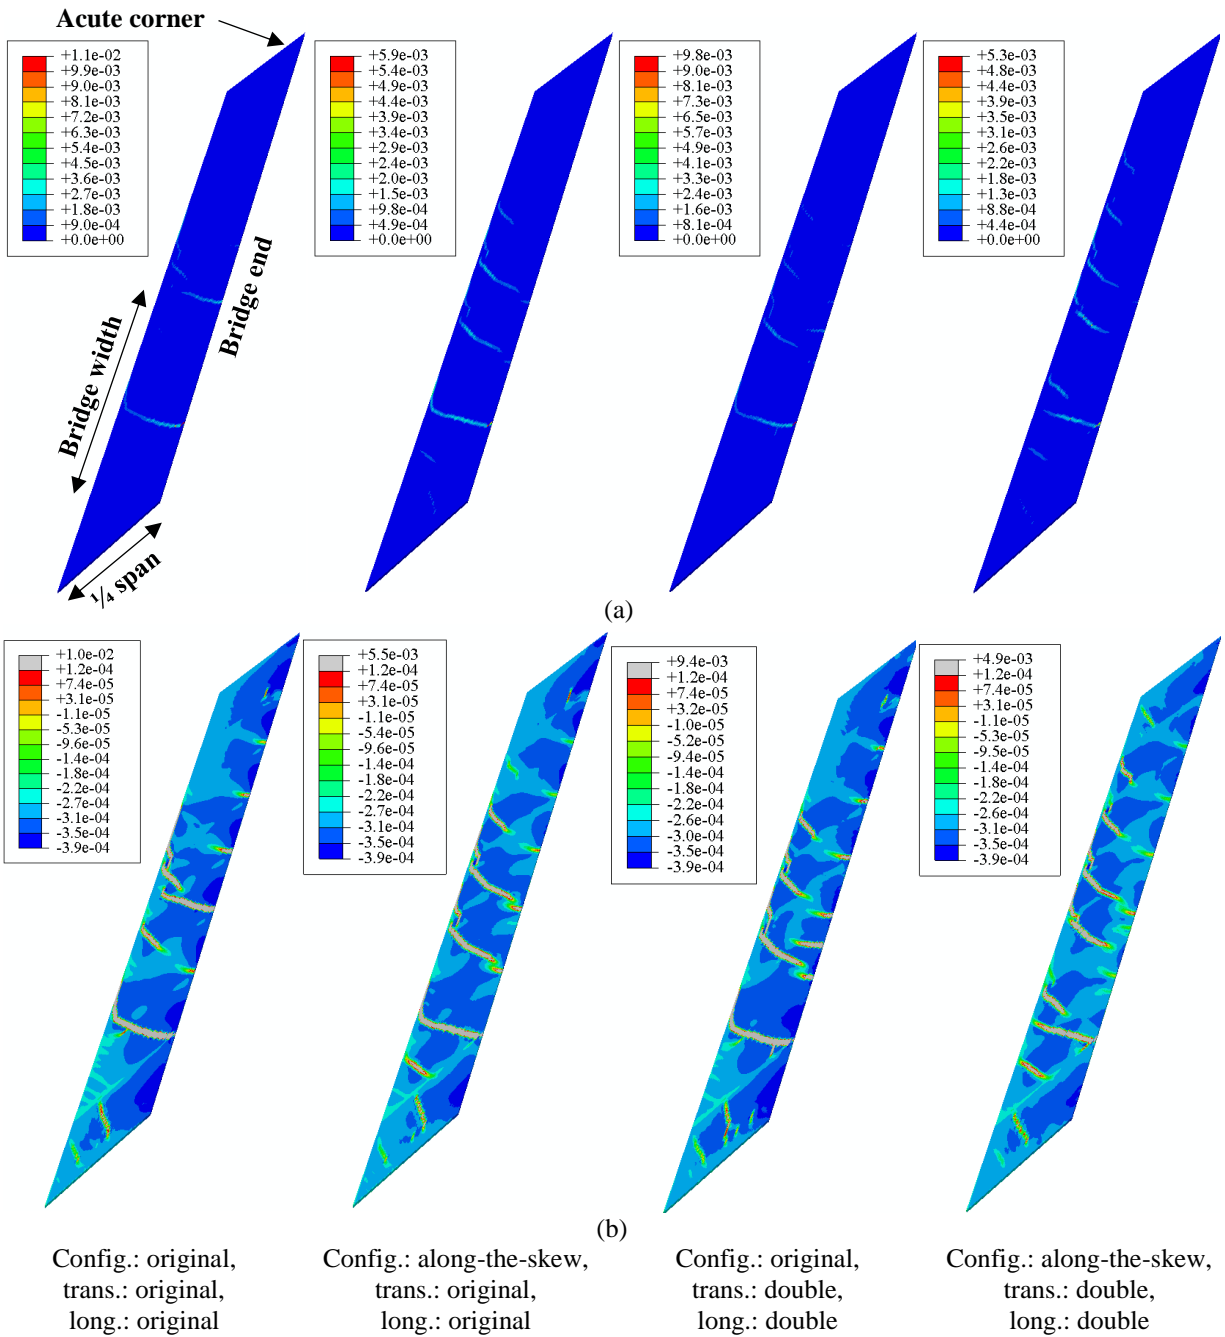 Acute corner
+1.1e-02
+9.9e-03
+9.0e-03
+8.1e-03
+7.2e-03
+6.3e-03
+5.4e-03
+4.5e-03
+3.6e-03
+2.7e-03
+1.8e-03
+9.0e-04
+0.0e+00
+5.9e-03
+5.4e-03
+4.9e-03
+4.4e-03
+3.9e-03
+3.4e-03
+2.9e-03
+2.4e-03
+2.0e-03
+1.5e-03
+9.8e-04
+4.9e-04
+0.0e+00
+9.8e-03
+9.0e-03
+8.1e-03
+7.3e-03
+6.5e-03
+5.7e-03
+4.9e-03
+4.1e-03
+3.3e-03
+2.4e-03
+1.6e-03
+8.1e-04
+0.0e+00
+5.3e-03
+4.8e-03
+4.4e-03
+3.9e-03
+3.5e-03
+3.1e-03
+2.6e-03
+2.2e-03
+1.8e-03
+1.3e-03
+8.8e-04
+4.4e-04
+0.0e+00
Bridge width
Bridge end
¼ span
(a)
+1.0e-02
+1.2e-04
+7.4e-05
+3.1e-05
-1.1e-05
-5.3e-05
-9.6e-05
-1.4e-04
-1.8e-04
-2.2e-04
-2.7e-04
-3.1e-04
-3.5e-04
-3.9e-04
+5.5e-03
+1.2e-04
+7.4e-05
+3.1e-05
-1.1e-05
-5.4e-05
-9.6e-05
-1.4e-04
-1.8e-04
-2.2e-04
-2.7e-04
-3.1e-04
-3.5e-04
-3.9e-04
+9.4e-03
+1.2e-04
+7.4e-05
+3.2e-05
-1.0e-05
-5.2e-05
-9.4e-05
-1.4e-04
-1.8e-04
-2.2e-04
-2.6e-04
-3.0e-04
-3.5e-04
-3.9e-04
+4.9e-03
+1.2e-04
+7.4e-05
+3.1e-05
-1.1e-05
-5.3e-05
-9.5e-05
-1.4e-04
-1.8e-04
-2.2e-04
-2.6e-04
-3.1e-04
-3.5e-04
-3.9e-04
(b)
Config.: original,
trans.: original,
long.: original
Config.: along-the-skew,
trans.: original,
long.: original
Config.: original,
trans.: double,
long.: double
Config.: along-the-skew,
trans.: double,
long.: double